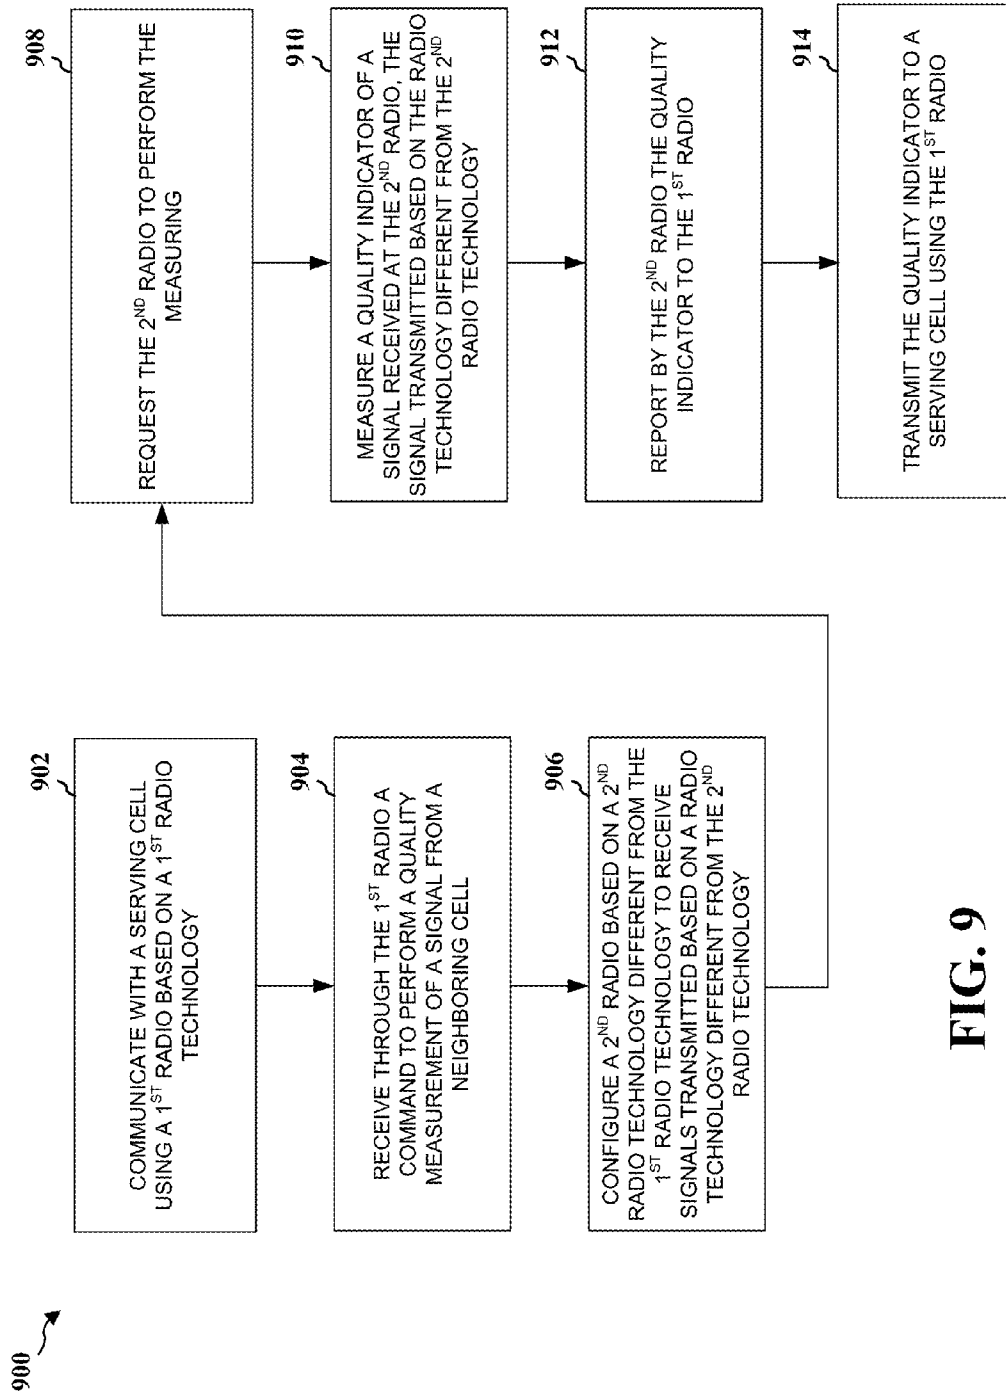 900
902
COMMUNICATE WITH A SERVING CELL
USING A 1ST RADIO BASED ON A 1ST RADIO
TECHNOLOGY
904
RECEIVE THROUGH THE 1ST RADIO A
COMMAND TO PERFORM A QUALITY
MEASUREMENT OF A SIGNAL FROM A
NEIGHBORING CELL
906
CONFIGURE A 2ND RADIO BASED ON A 2ND
RADIO TECHNOLOGY DIFFERENT FROM THE
1ST RADIO TECHNOLOGY TO RECEIVE
SIGNALS TRANSMITTED BASED ON A RADIO
TECHNOLOGY DIFFERENT FROM THE 2ND
RADIO TECHNOLOGY
908
REQUEST THE 2ND RADIO TO PERFORM THE
MEASURING
910
MEASURE A QUALITY INDICATOR OF A
SIGNAL RECEIVED AT THE 2ND RADIO, THE
SIGNAL TRANSMITTED BASED ON THE RADIO
TECHNOLOGY DIFFERENT FROM THE 2ND
RADIO TECHNOLOGY
912
REPORT BY THE 2ND RADIO THE QUALITY
INDICATOR TO THE 1ST RADIO
914
TRANSMIT THE QUALITY INDICATOR TO A
SERVING CELL USING THE 1ST RADIO
FIG. 9